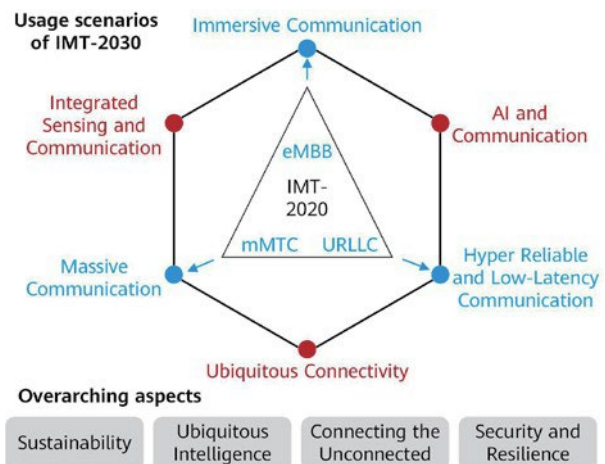 Usage scenarios
of IMT-2030
Immersive Communication
Integrated
Sensing and
Communication
AI and
Communication
eMBB
IMT-
2020
mMTC
URLLC
Massive
Communication
Hyper Reliable
and Low-Latency
Communication
Ubiquitous Connectivity
Overarching aspects
Sustainability
Ubiquitous
Intelligence
Connecting the
Unconnected
Security and
Resilience